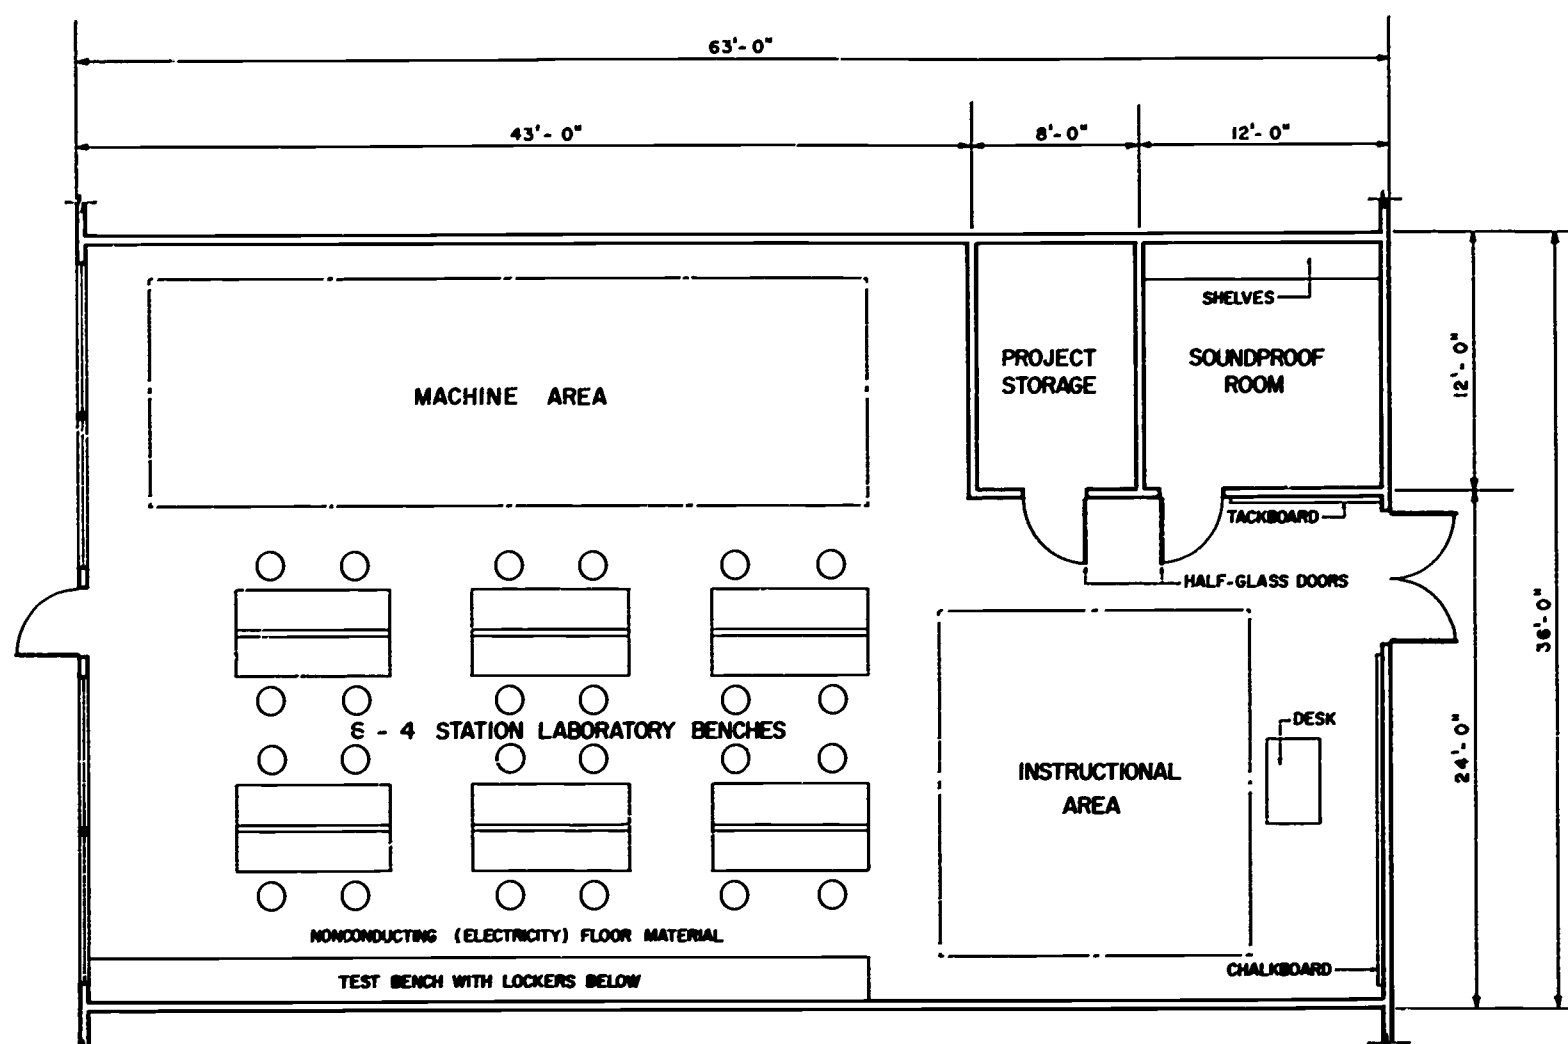 63'-0"
43'-0"
8'-0"
12'-0"
SHELVES
PROJECT
STORAGE
SOUNDPROOF
ROOM
12'-0"
MACHINE AREA
TACKBOARD
HALF-GLASS DOORS
36'-0"
DESK
6 - 4 STATION LABORATORY BENCHES
24'-0"
INSTRUCTIONAL
AREA
NONCONDUCTING (ELECTRICITY) FLOOR MATERIAL
CHALKBOARD
TEST BENCH WITH LOCKERS BELOW